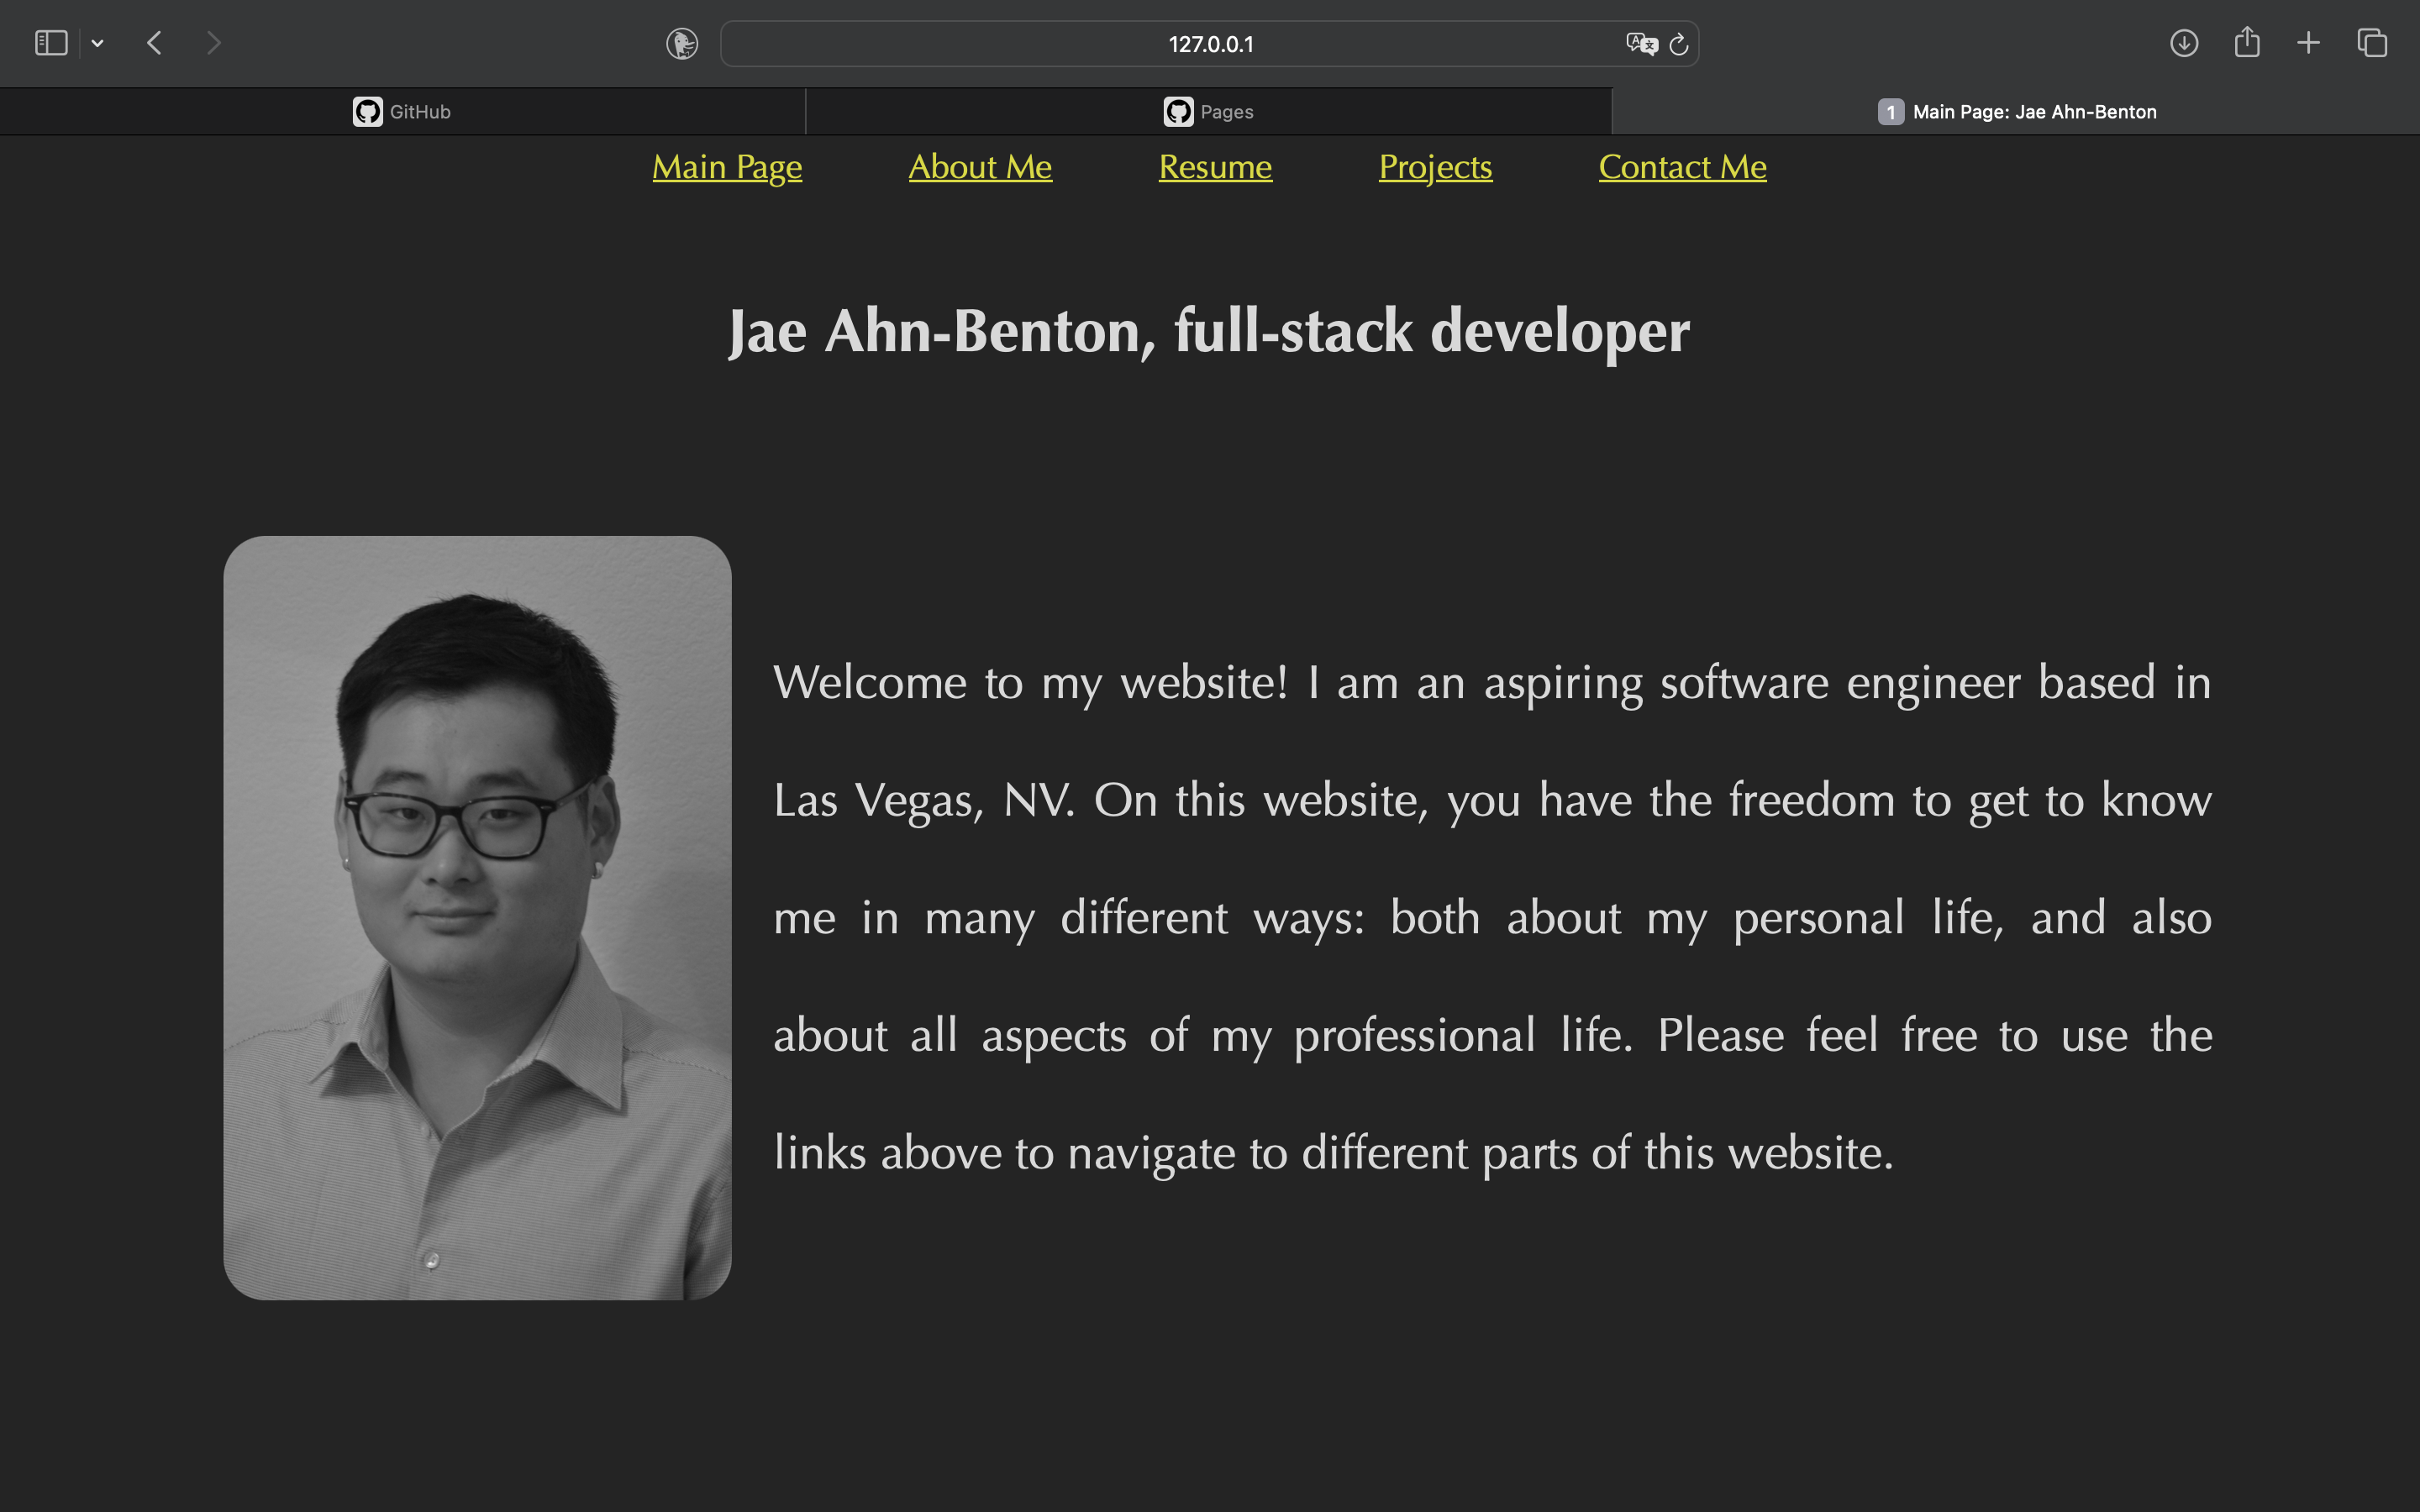 127.0.0.1
GitHub
Pages
1 Main Page: Jae Ahn-Benton
Main Page About Me Resume Projects Contact Me
Jae Ahn-Benton, full-stack developer
Welcome to my website! I am an aspiring software engineer based in
Las Vegas, NV. On this website, you have the freedom to get to know
me in many different ways: both about my personal life, and also
about all aspects of my professional life. Please feel free to use the
links above to navigate to different parts of this website.